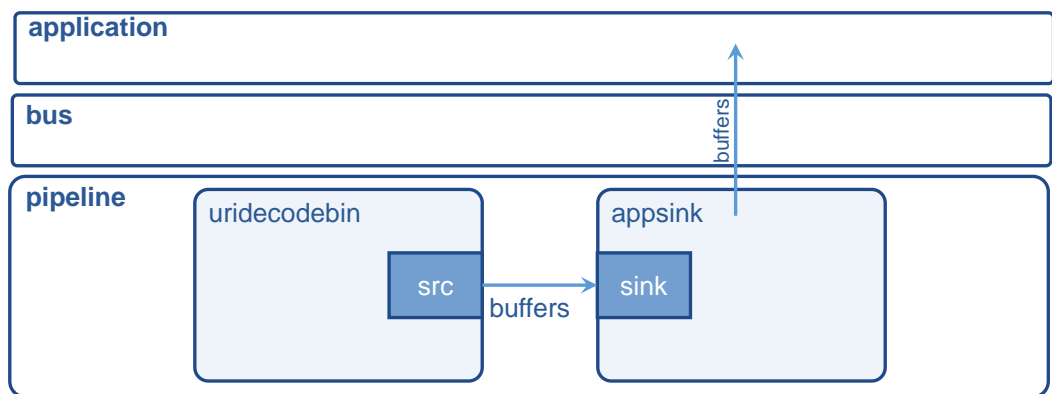 application
bus
buffers
pipeline
uridecodebin
appsink
src
sink
buffers